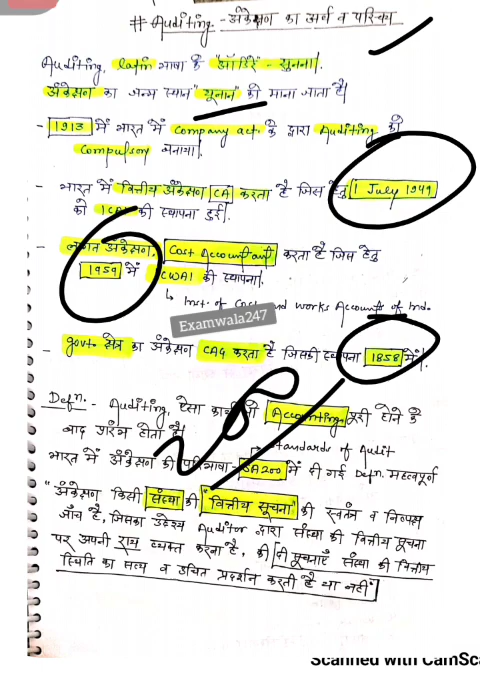 # Auditing - अंकेक्षण का अर्थ व परिचय
Auditing, latin भाषा के "ऑडिरे" - सुनना।
अंकेक्षण का जन्म स्थान "यूनान" को माना जाता है।
- 1913 में भारत में Company act. के द्वारा Auditing को
Compulsory बनाया।
- भारत में वित्तीय अंकेक्षण CA करता है जिस हेतु 1 July 1949
को ICAI की स्थापना हुई।
- लागत अंकेक्षण, Cost Accountant करता है जिस हेतु
1959 में ICWAI की स्थापना।
↳ Inst. of Cost and works Accounts of Ind.
Examwala247
- govt. क्षेत्र का अंकेक्षण CAG करता है जिसकी स्थापना 1858 में।
Defn. - Auditing, ऐसा कार्य जो Accounting पूरी होने के
बाद प्रारंभ होता है।
→ Standards of Audit
भारत में अंकेक्षण की परिभाषा - SA200 में दी गई Defn. महत्वपूर्ण
"अंकेक्षण किसी संस्था की "वित्तीय सूचना" की स्वतंत्र व निष्पक्ष
जाँच है, जिसका उद्देश्य Auditor द्वारा संस्था की वित्तीय सूचना
पर अपनी राय व्यक्त करना है, की दी सूचनाएँ संस्था की वित्तीय
स्थिति का सत्य व उचित प्रदर्शन करती है या नहीं"
Scanned with CamSc